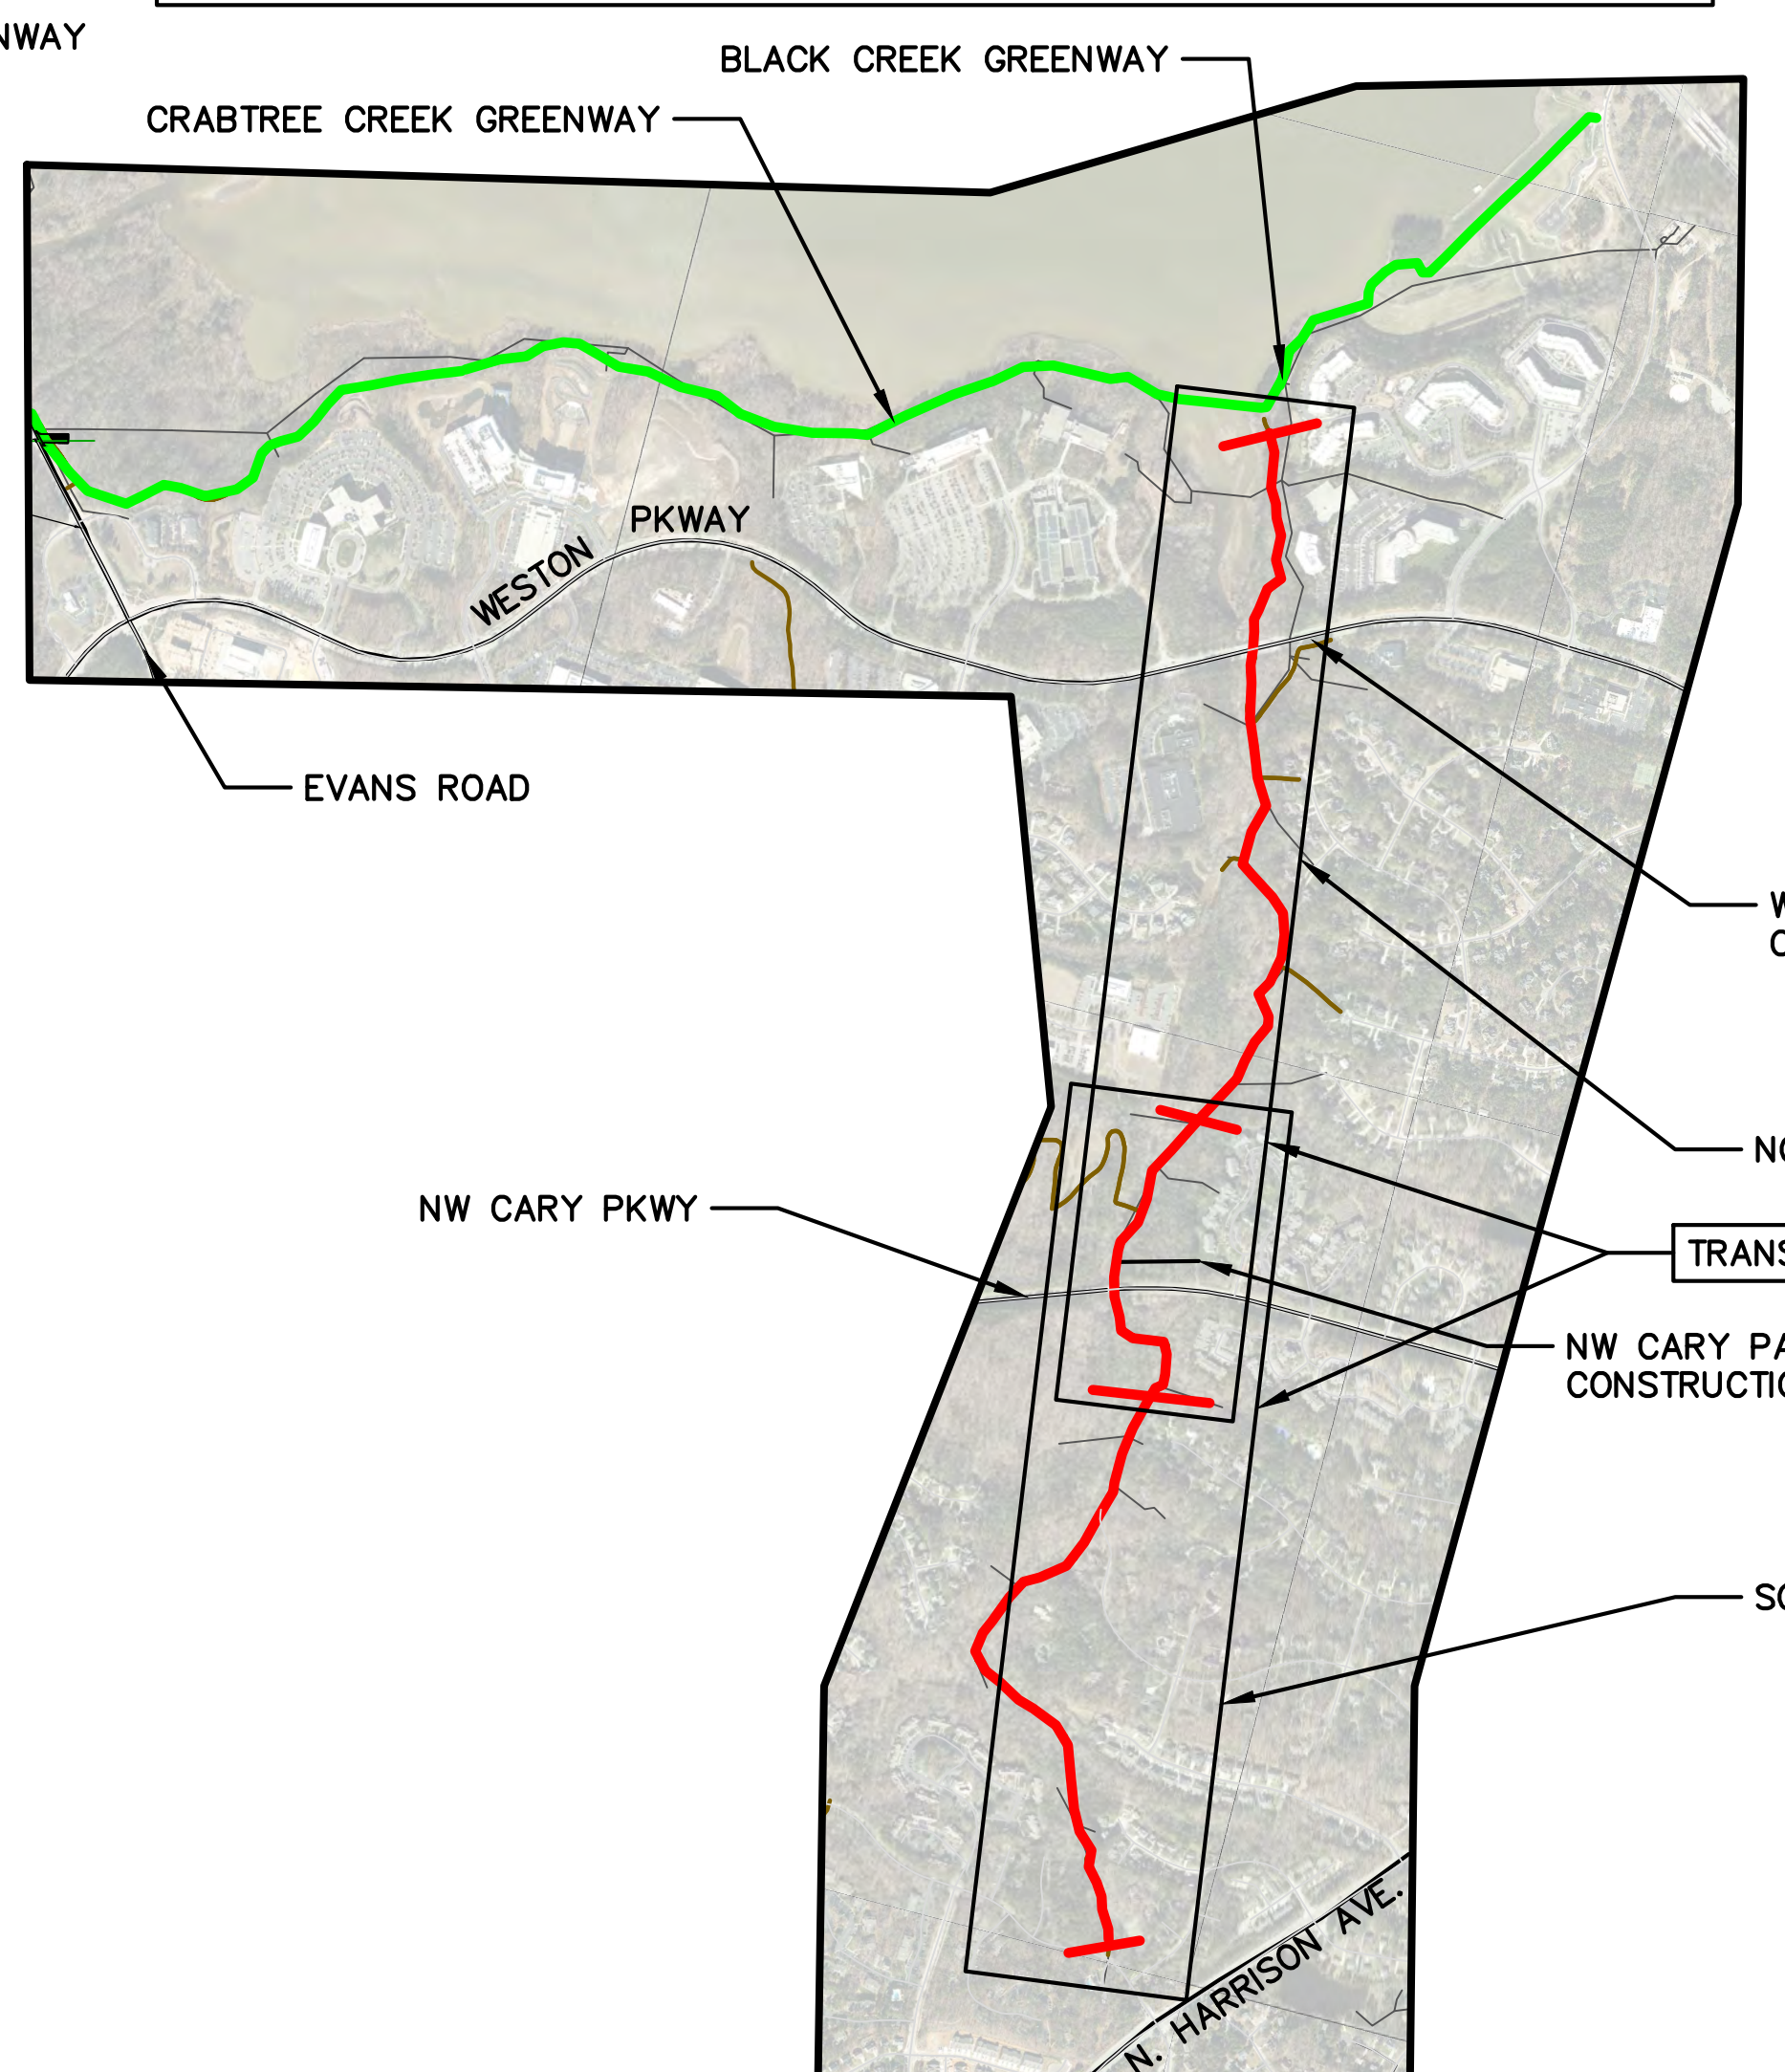 NWAY
BLACK CREEK GREENWAY
CRABTREE CREEK GREENWAY
WESTON PKWAY
EVANS ROAD
NW CARY PKWY
TRANS
NW CARY PA
CONSTRUCTIO
N. HARRISON AVE.